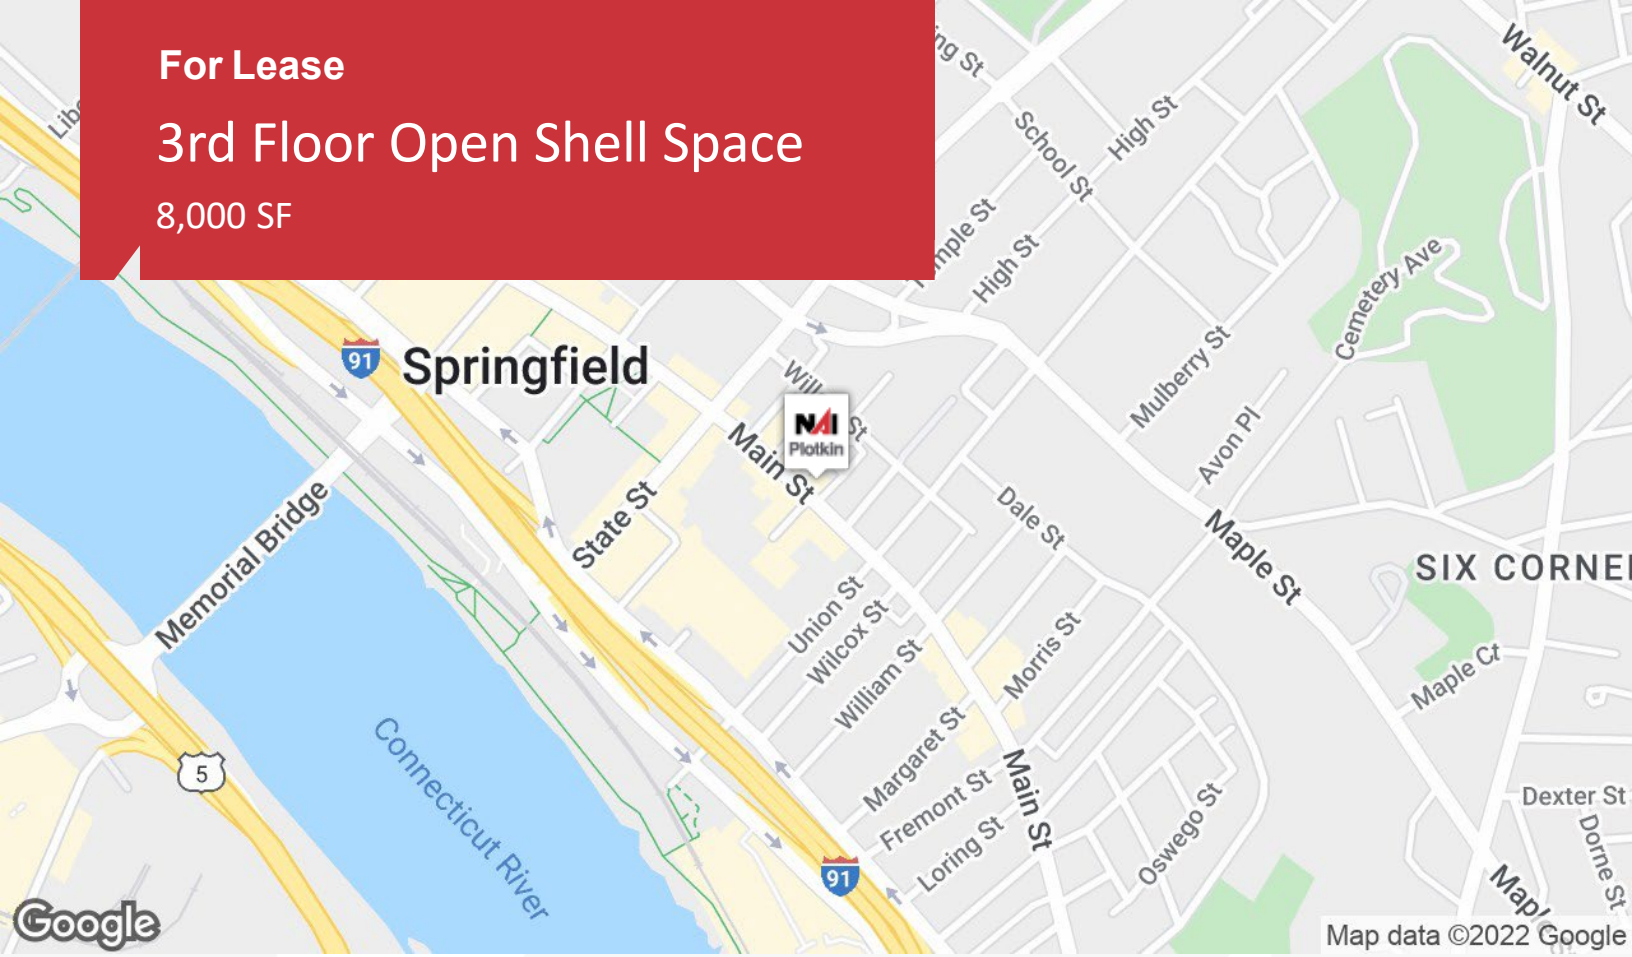 For Lease
3rd Floor Open Shell Space
8,000 SF
Walnut St
High St
School St
High St
Cemetery Ave
Mulberry St
Avon Pl
91
Springfield
NAI
Plotkin
Main St
State St
Memorial Bridge
Dale St
Maple St
SIX CORNE
Union St
Wilcox St
William St
Morris St
Maple Ct
Margaret St
Main St
Fremont St
Loring St
Oswego St
Dexter St
Dorne St
5
Connecticut River
91
Google
Map data ©2022 Google